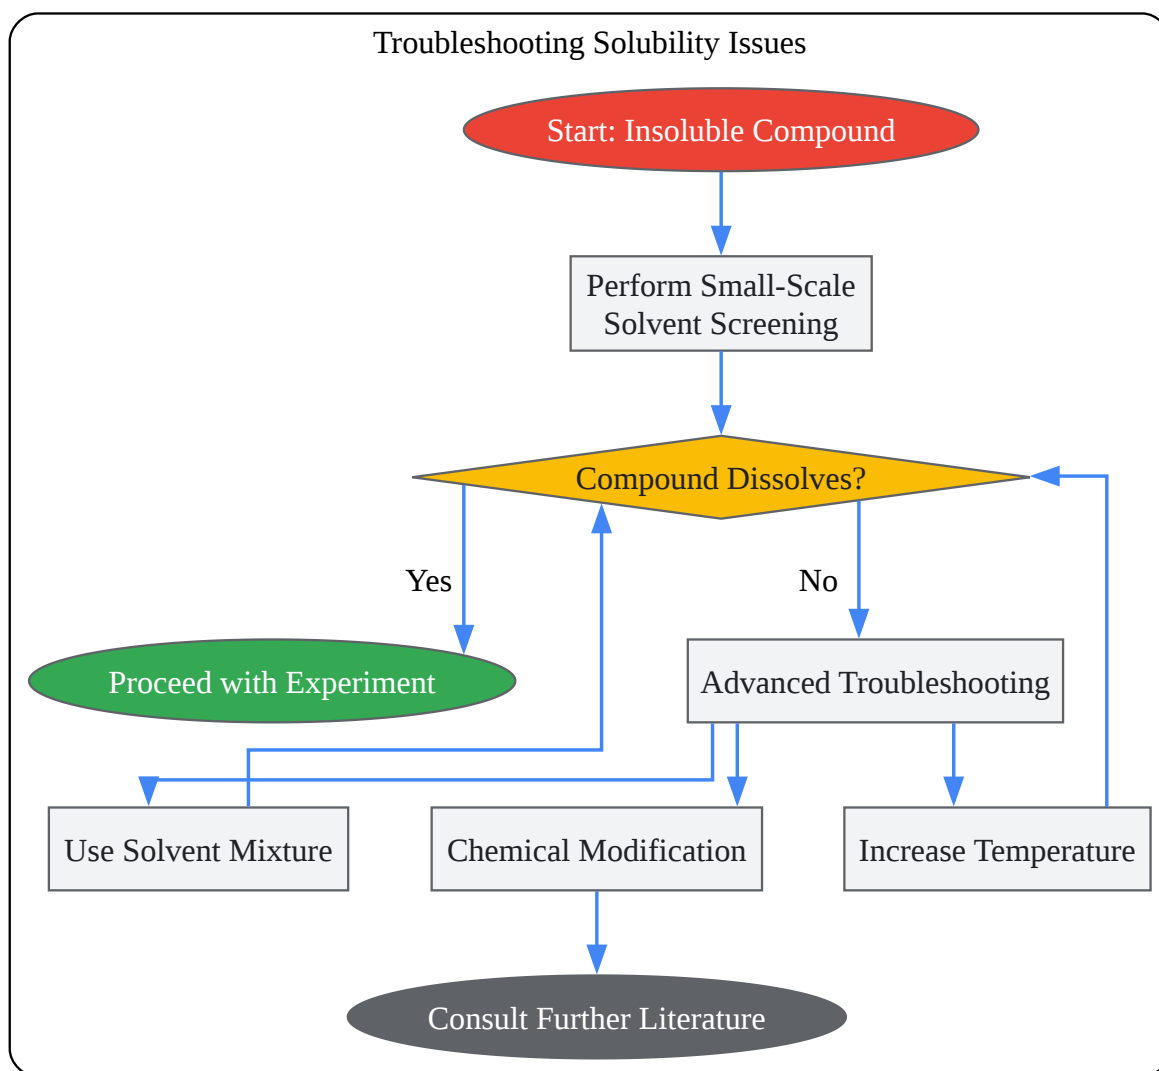 Troubleshooting Solubility Issues
Start: Insoluble Compound
Perform Small-Scale
Solvent Screening
Compound Dissolves?
Yes
No
Proceed with Experiment
Advanced Troubleshooting
Use Solvent Mixture
Chemical Modification
Increase Temperature
Consult Further Literature